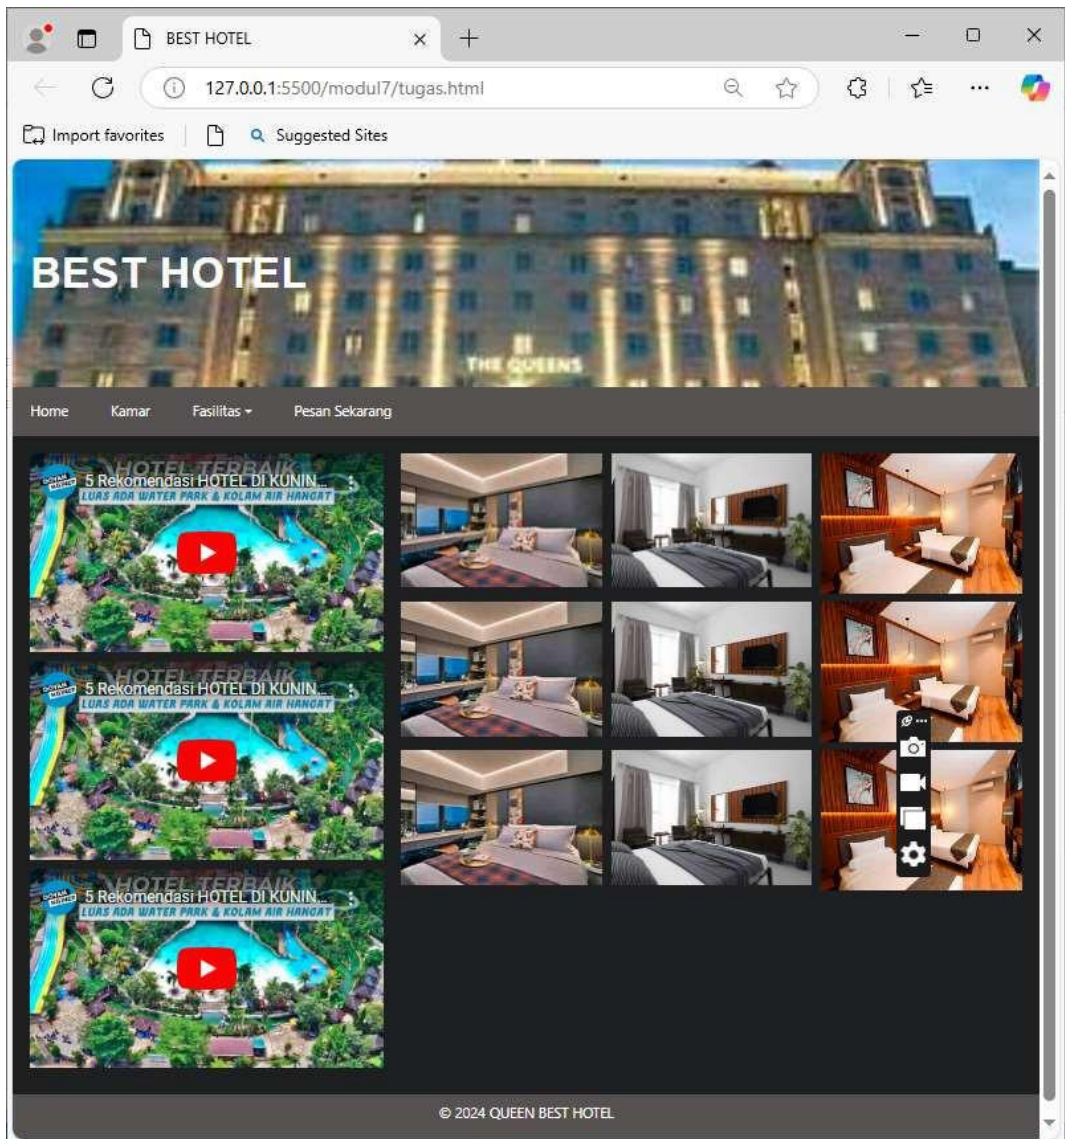 BEST HOTEL
127.0.0.1:5500/modul7/tugas.html
Import favorites
Suggested Sites
BEST HOTEL
THE QUEENS
Home Kamar Fasilitas Pesan Sekarang
HOTEL TERBAIK
5 Rekomendasi HOTEL DI KUNIN...
LUAS ADA WATER PARK & KOLAM AIR HANGAT
HOTEL TERBAIK
5 Rekomendasi HOTEL DI KUNIN...
LUAS ADA WATER PARK & KOLAM AIR HANGAT
HOTEL TERBAIK
5 Rekomendasi HOTEL DI KUNIN...
LUAS ADA WATER PARK & KOLAM AIR HANGAT
© 2024 QUEEN BEST HOTEL